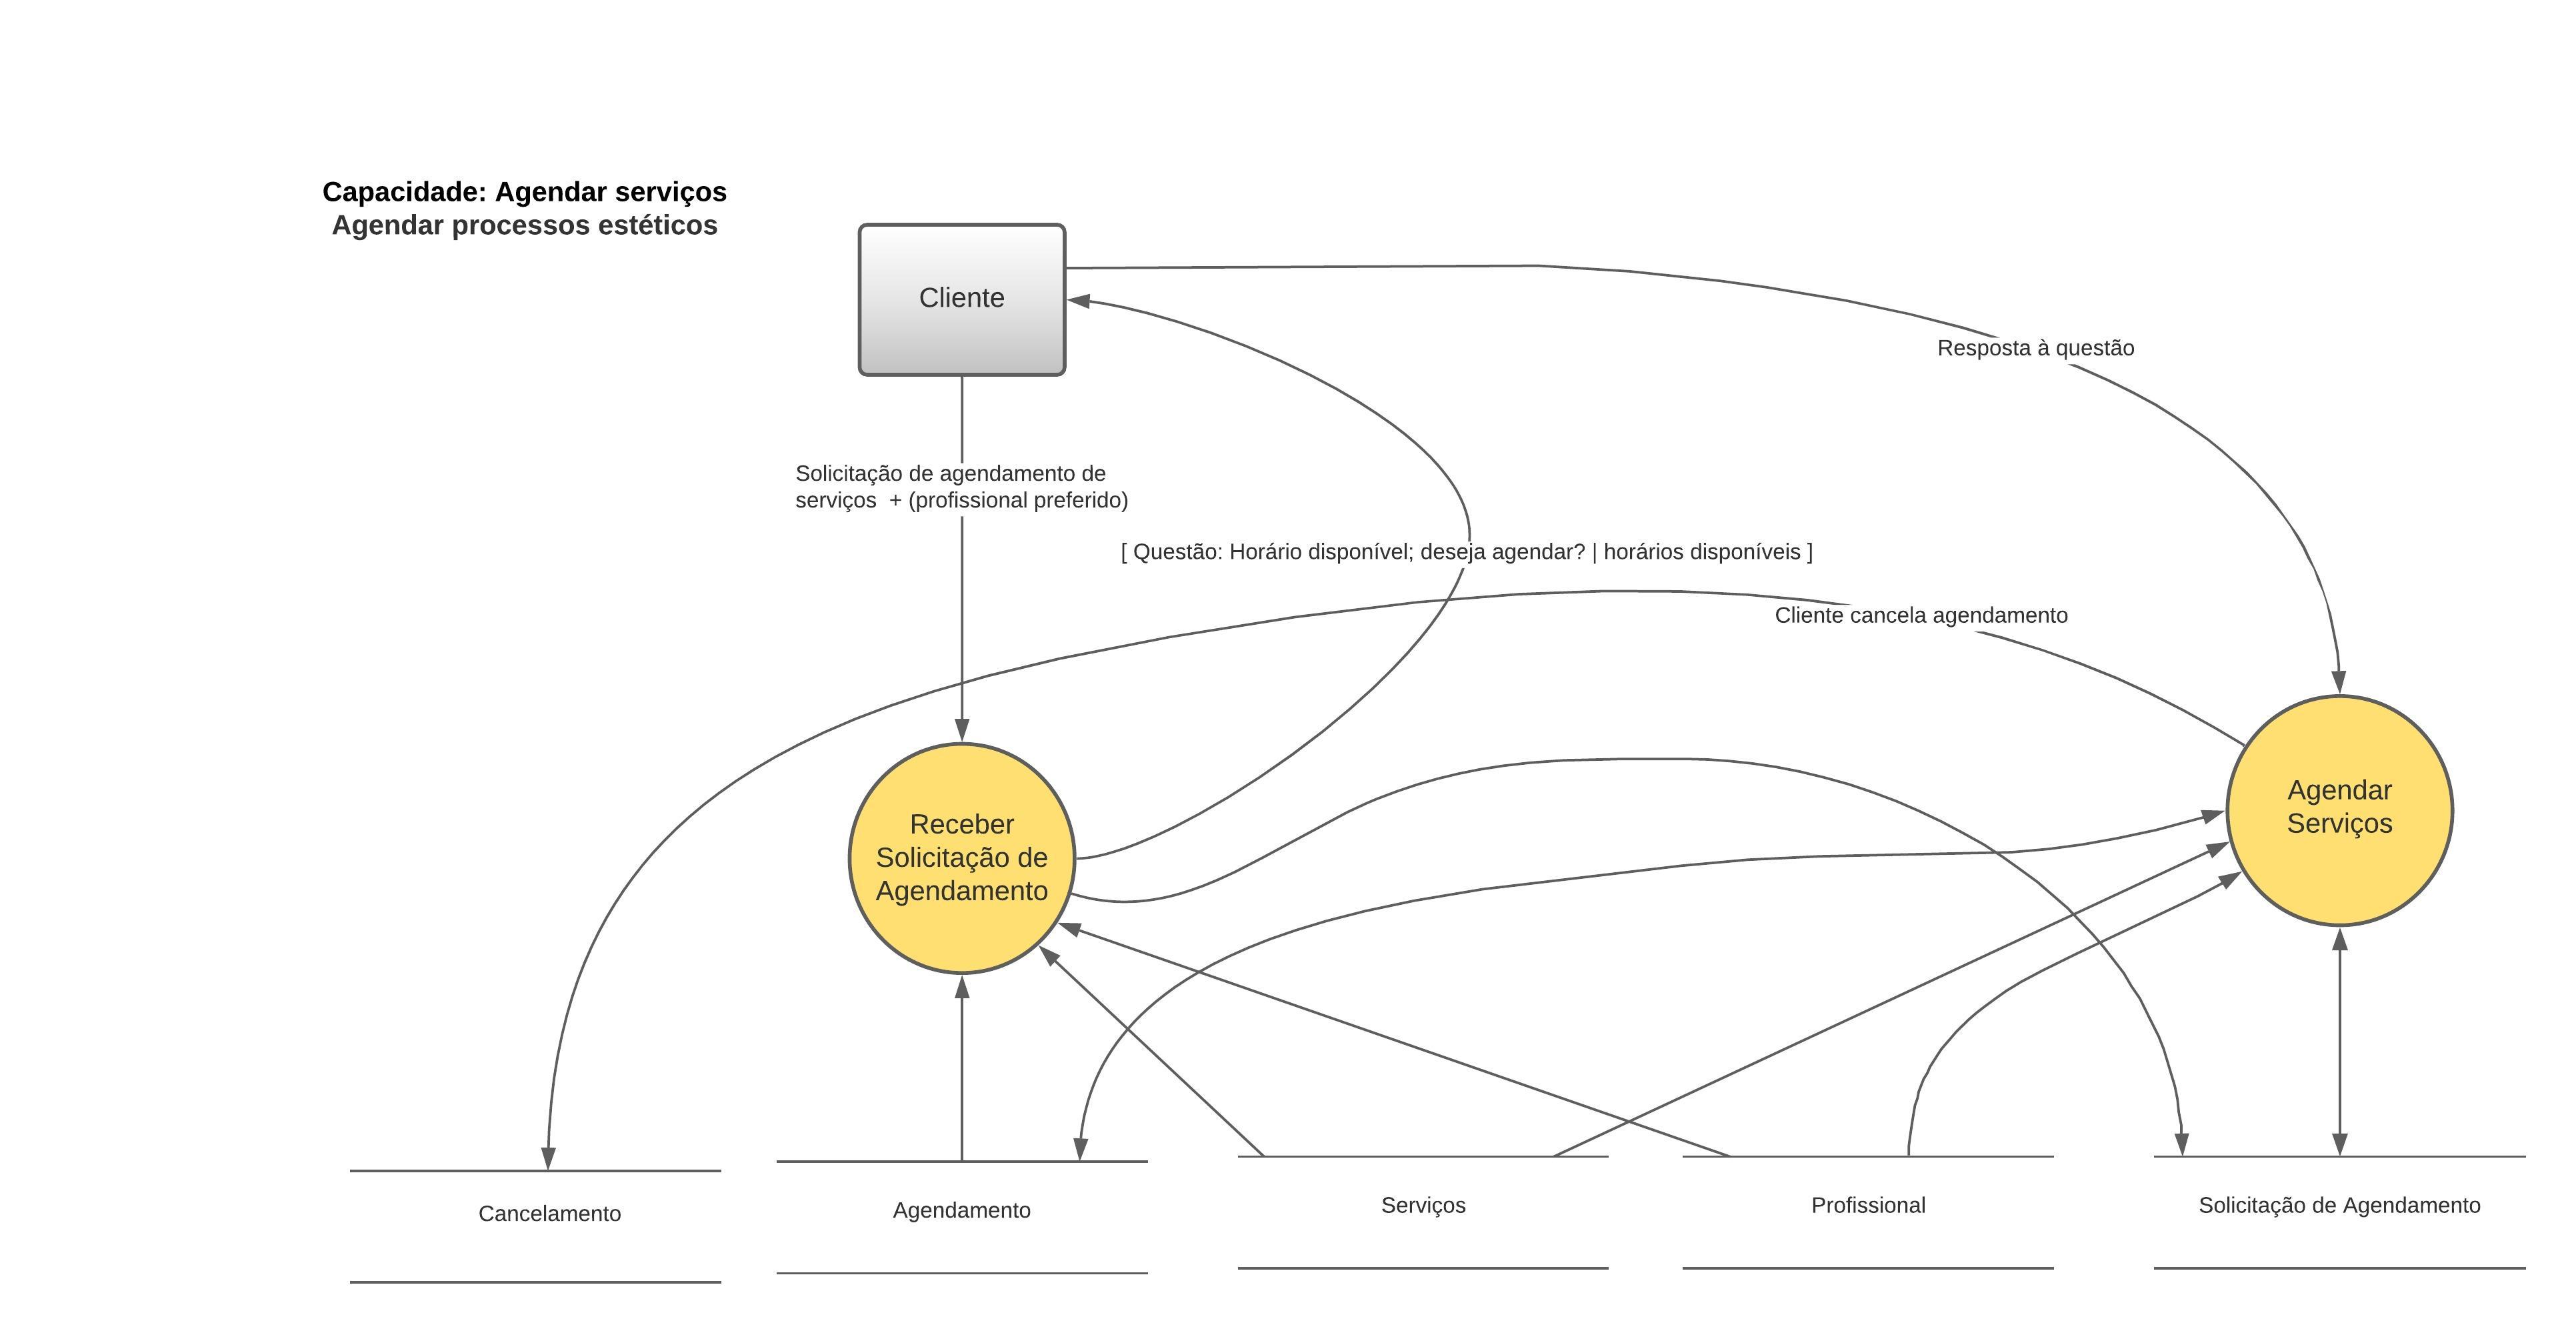 Capacidade: Agendar serviços
Agendar processos estéticos
Cliente
Resposta à questão
Solicitação de agendamento de
serviços  + (profissional preferido)
[ Questão: Horário disponível; deseja agendar? | horários disponíveis ]
Cliente cancela agendamento
Agendar
Serviços
Receber
Solicitação de
Agendamento
Cancelamento
Agendamento
Serviços
Profissional
Solicitação de Agendamento